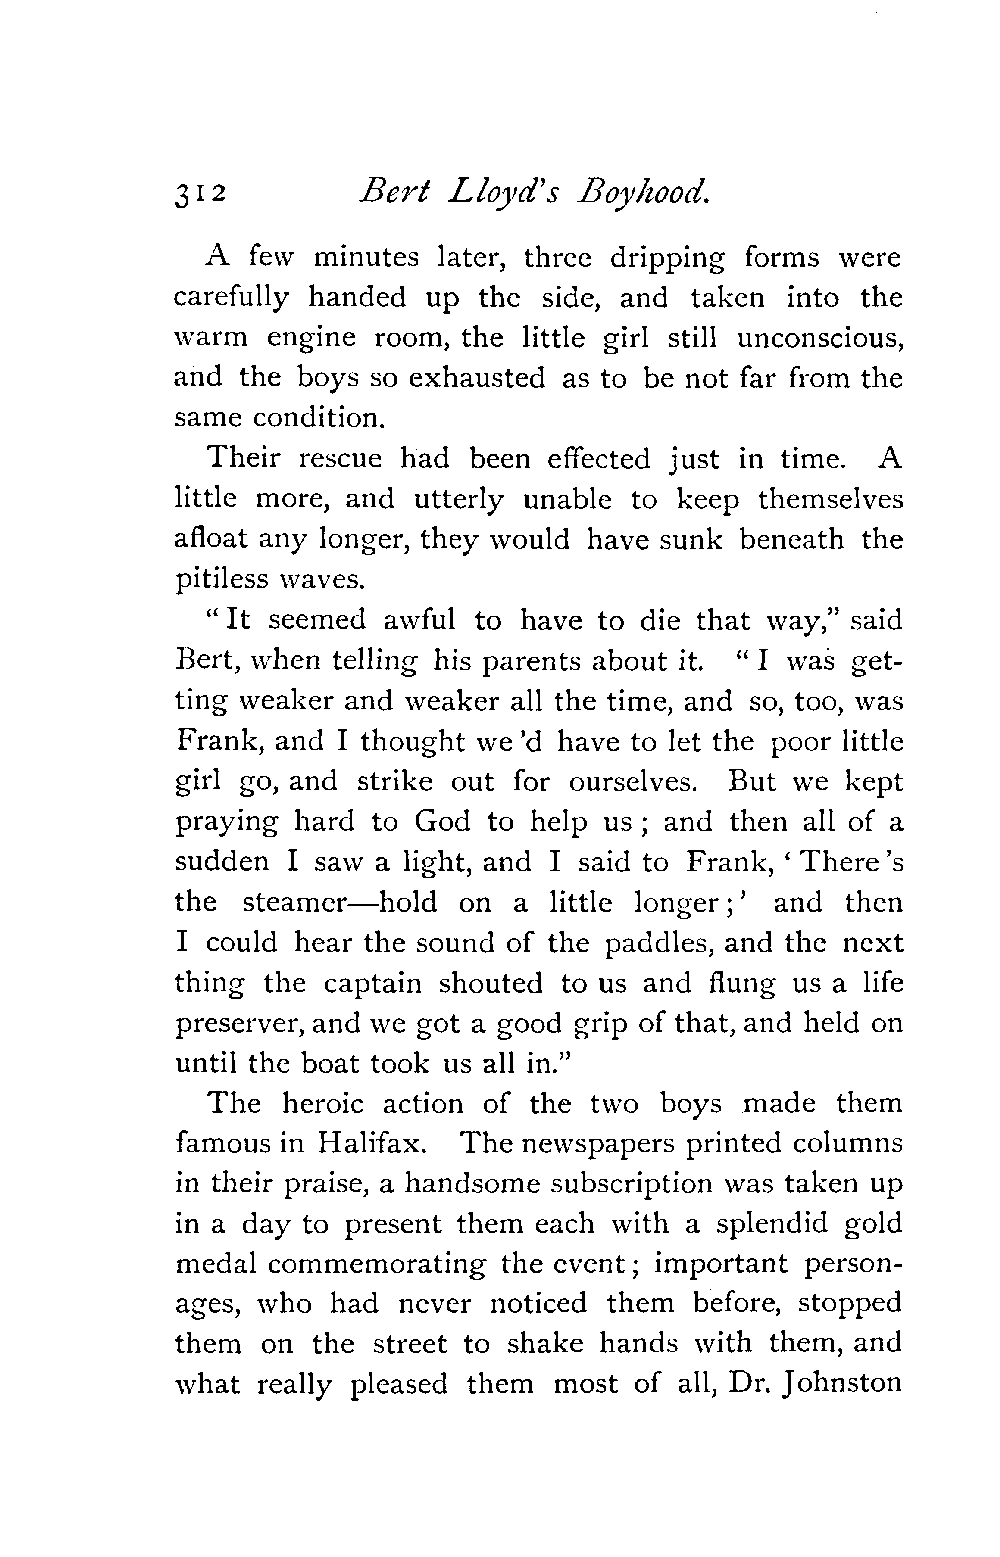 312 Bert Lloyd's Boyhood.
A few minutes later, three dripping forms were
carefully handed up the side, and taken into the
warm engine room, the little girl still unconscious,
and the boys so exhausted as to be not far from the
same condition.
Their rescue had been effected just in time. A
little more, and utterly unable to keep themselves
afloat any longer, they would have sunk beneath the
pitiless waves.
“ It seemed awful to have to die that way,” said
Bert, when telling his parents about it. “ I was get-
ting weaker and weaker all the time, and so, too, was
Frank, and I thought we 'd have to let the poor little
girl go, and strike out for ourselves. But we kept
praying hard to God to help us ; and then all of a
sudden I saw a light, and I said to Frank, ‘ There 's
the steamer—hold on a little longer ; ’ and then
I could hear the sound of the paddles, and the next
thing the captain shouted to us and flung us a life
preserver, and we got a good grip of that, and held on
until the boat took us all in.”
The heroic action of the two boys made them
famous in Halifax. The newspapers printed columns
in their praise, a handsome subscription was taken up
in a day to present them each with a splendid gold
medal commemorating the event ; important person-
ages, who had never noticed them before, stopped
them on the street to shake hands with them, and
what really pleased them most of all, Dr. Johnston